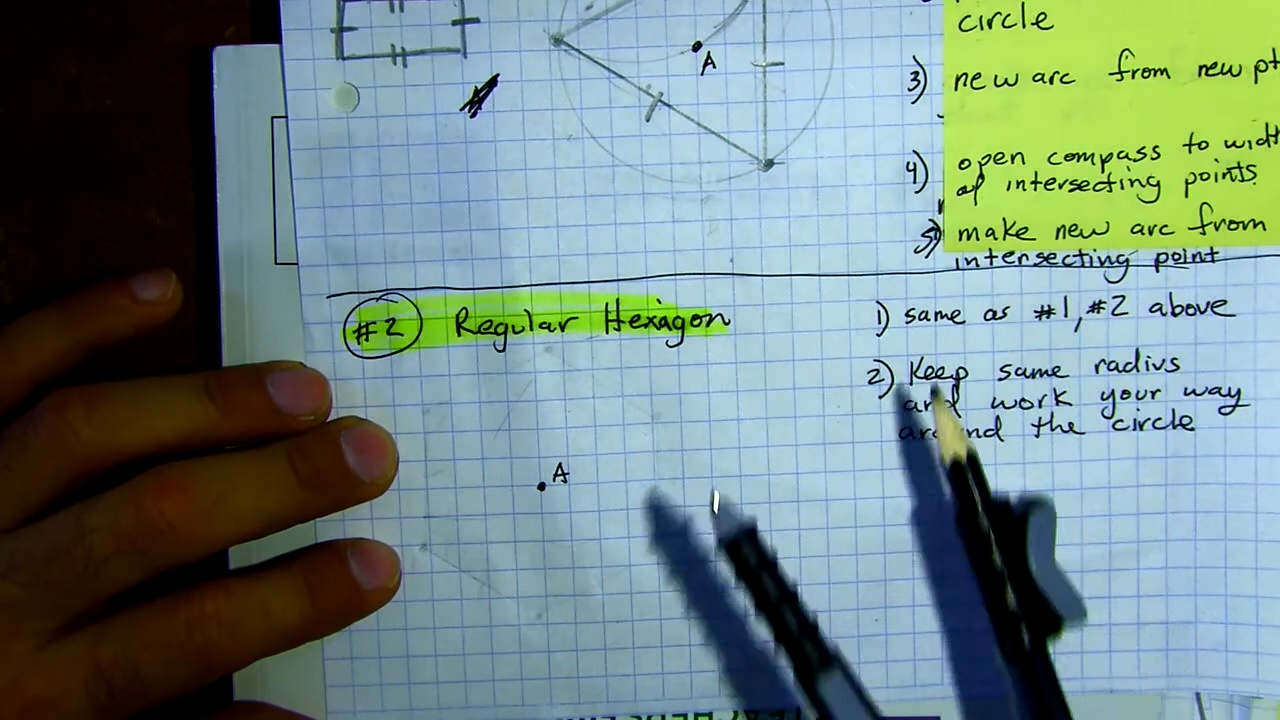 circle
A
3) new arc from new pt
4) open compass to widt
of intersecting points
5) make new arc from
intersecting point
#2 Regular Hexagon
1) same as #1, #2 above
2) Keep same radius
and work your way
around the circle
A